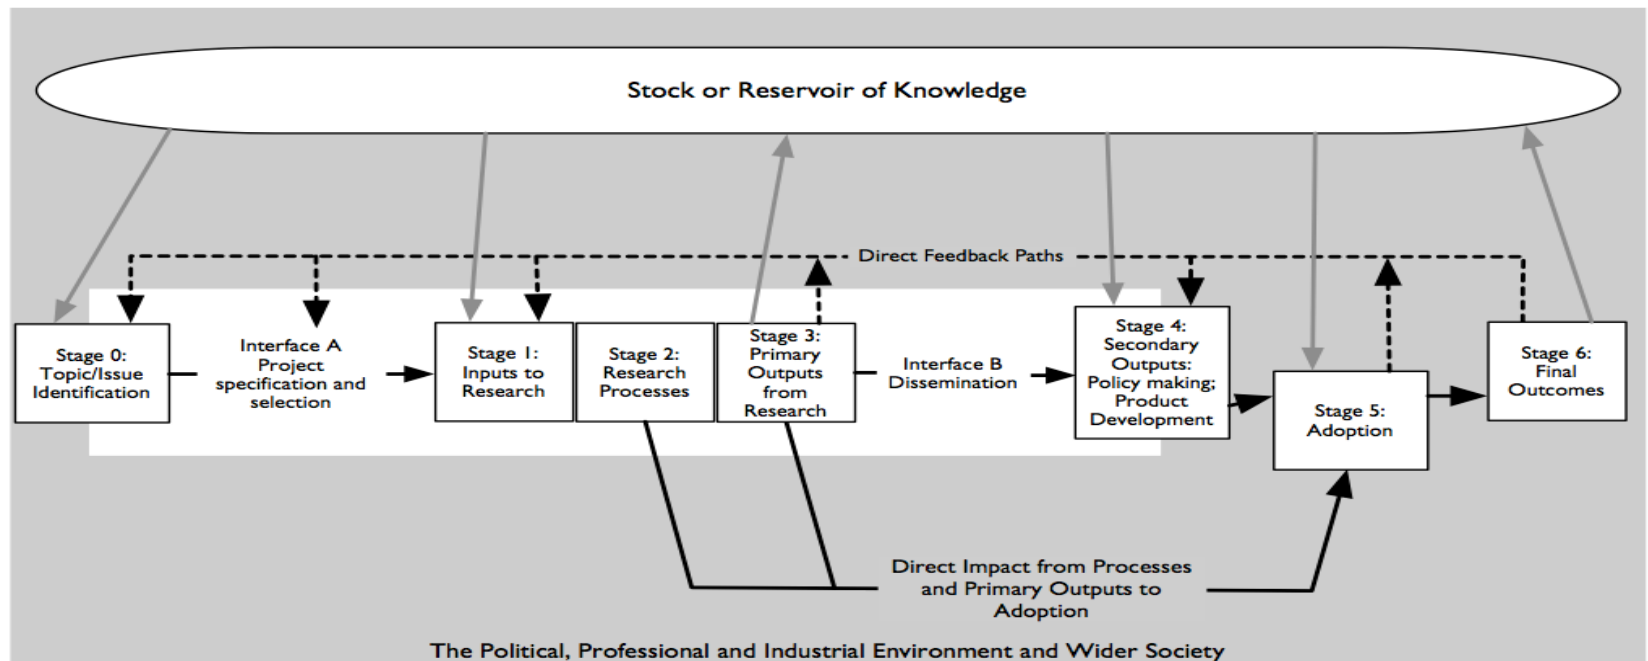 Stock or Reservoir of Knowledge
Direct Feedback Paths
Stage 0:
Topic/Issue
Identification
Interface A
Project
specification and
selection
Stage 1:
Inputs to
Research
Stage 2:
Research
Processes
Stage 3:
Primary
Outputs
from
Research
Interface B
Dissemination
Stage 4:
Secondary
Outputs:
Policy making;
Product
Development
Stage 5:
Adoption
Stage 6:
Final
Outcomes
Direct Impact from Processes
and Primary Outputs to
Adoption
The Political, Professional and Industrial Environment and Wider Society